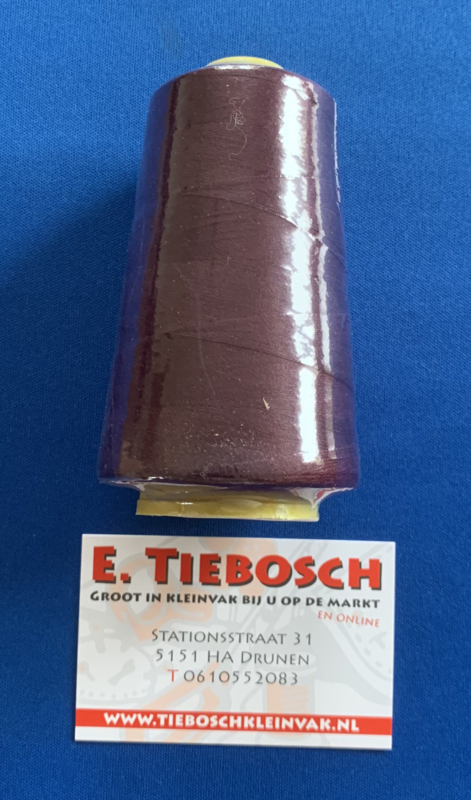 E. TIEBOSCH
GROOT IN KLEINVAK BIJ U OP DE MARKT
EN ONLINE
STATIONSSTRAAT 31
5151 HA DRUNEN
T 0610552083
WWW.TIEBOSCHKLEINVAK.NL